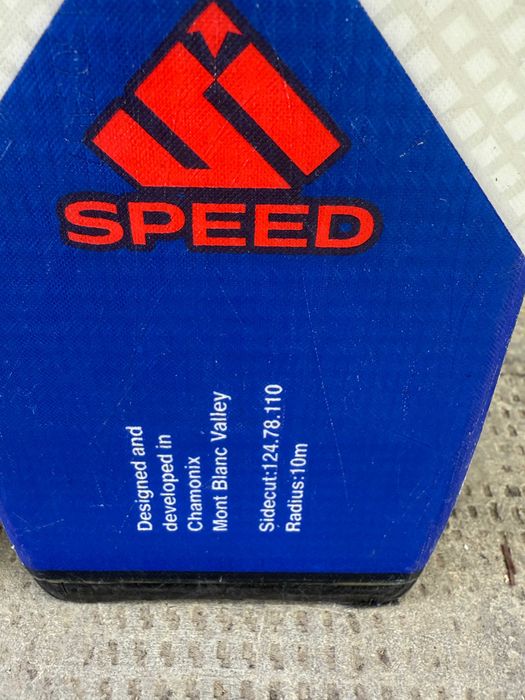 SPEED
Designed and
developed in
Chamonix
Mont Blanc Valley
Sidecut:124.78.110
Radius:10m